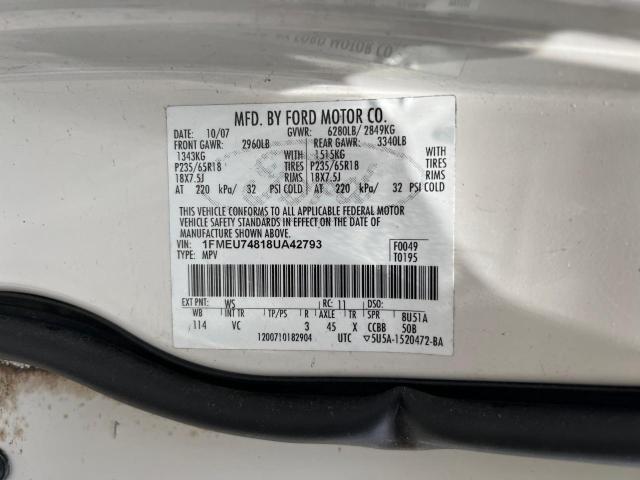 MFD. BY FORD MOTOR CO.
DATE: 10/07 GVWR: 6280LB/ 2849KG
FRONT GAWR: 2960LB REAR GAWR: 3340LB
1343KG WITH 1515KG WITH
P235/65R18 TIRES P235/65R18 TIRES
18X7.5J RIMS 18X7.5J RIMS
AT 220 kPa/ 32 PSI COLD AT 220 kPa/ 32 PSI COLD
THIS VEHICLE CONFORMS TO ALL APPLICABLE FEDERAL MOTOR
VEHICLE SAFETY STANDARDS IN EFFECT ON THE DATE OF
MANUFACTURE SHOWN ABOVE.
VIN: 1FMEU74818UA42793 F0049
TYPE: MPV T0195
EXT PNT: WS RC: 11 DSO:
WB INT TR TP/PS R AXLE TR SPR 8U51A
114 VC 3 45 X CCBB 50B
1200710182904 UTC ▽5U5A-1520472-BA